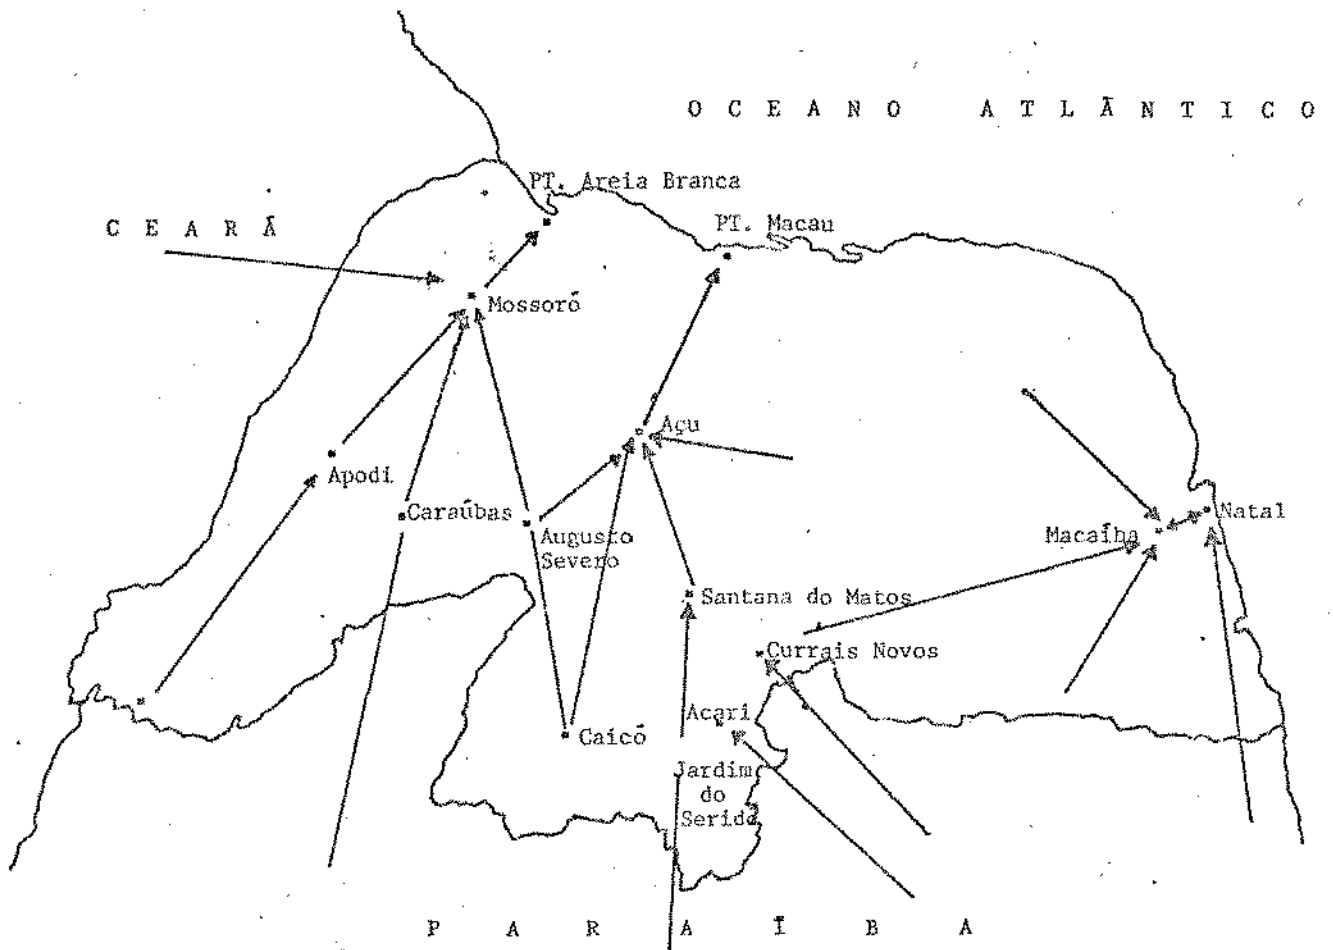 OCEANO ATLÂNTICO
PT. Areia Branca
PT. Macau
CEARÁ
Mossoró
Açu
Apodi
Caraúbas
Natal
Augusto
Severo
Macaíba
Santana do Matos
Currais Novos
Acari
Caicó
Jardim
do
Seridó
PARAÍBA